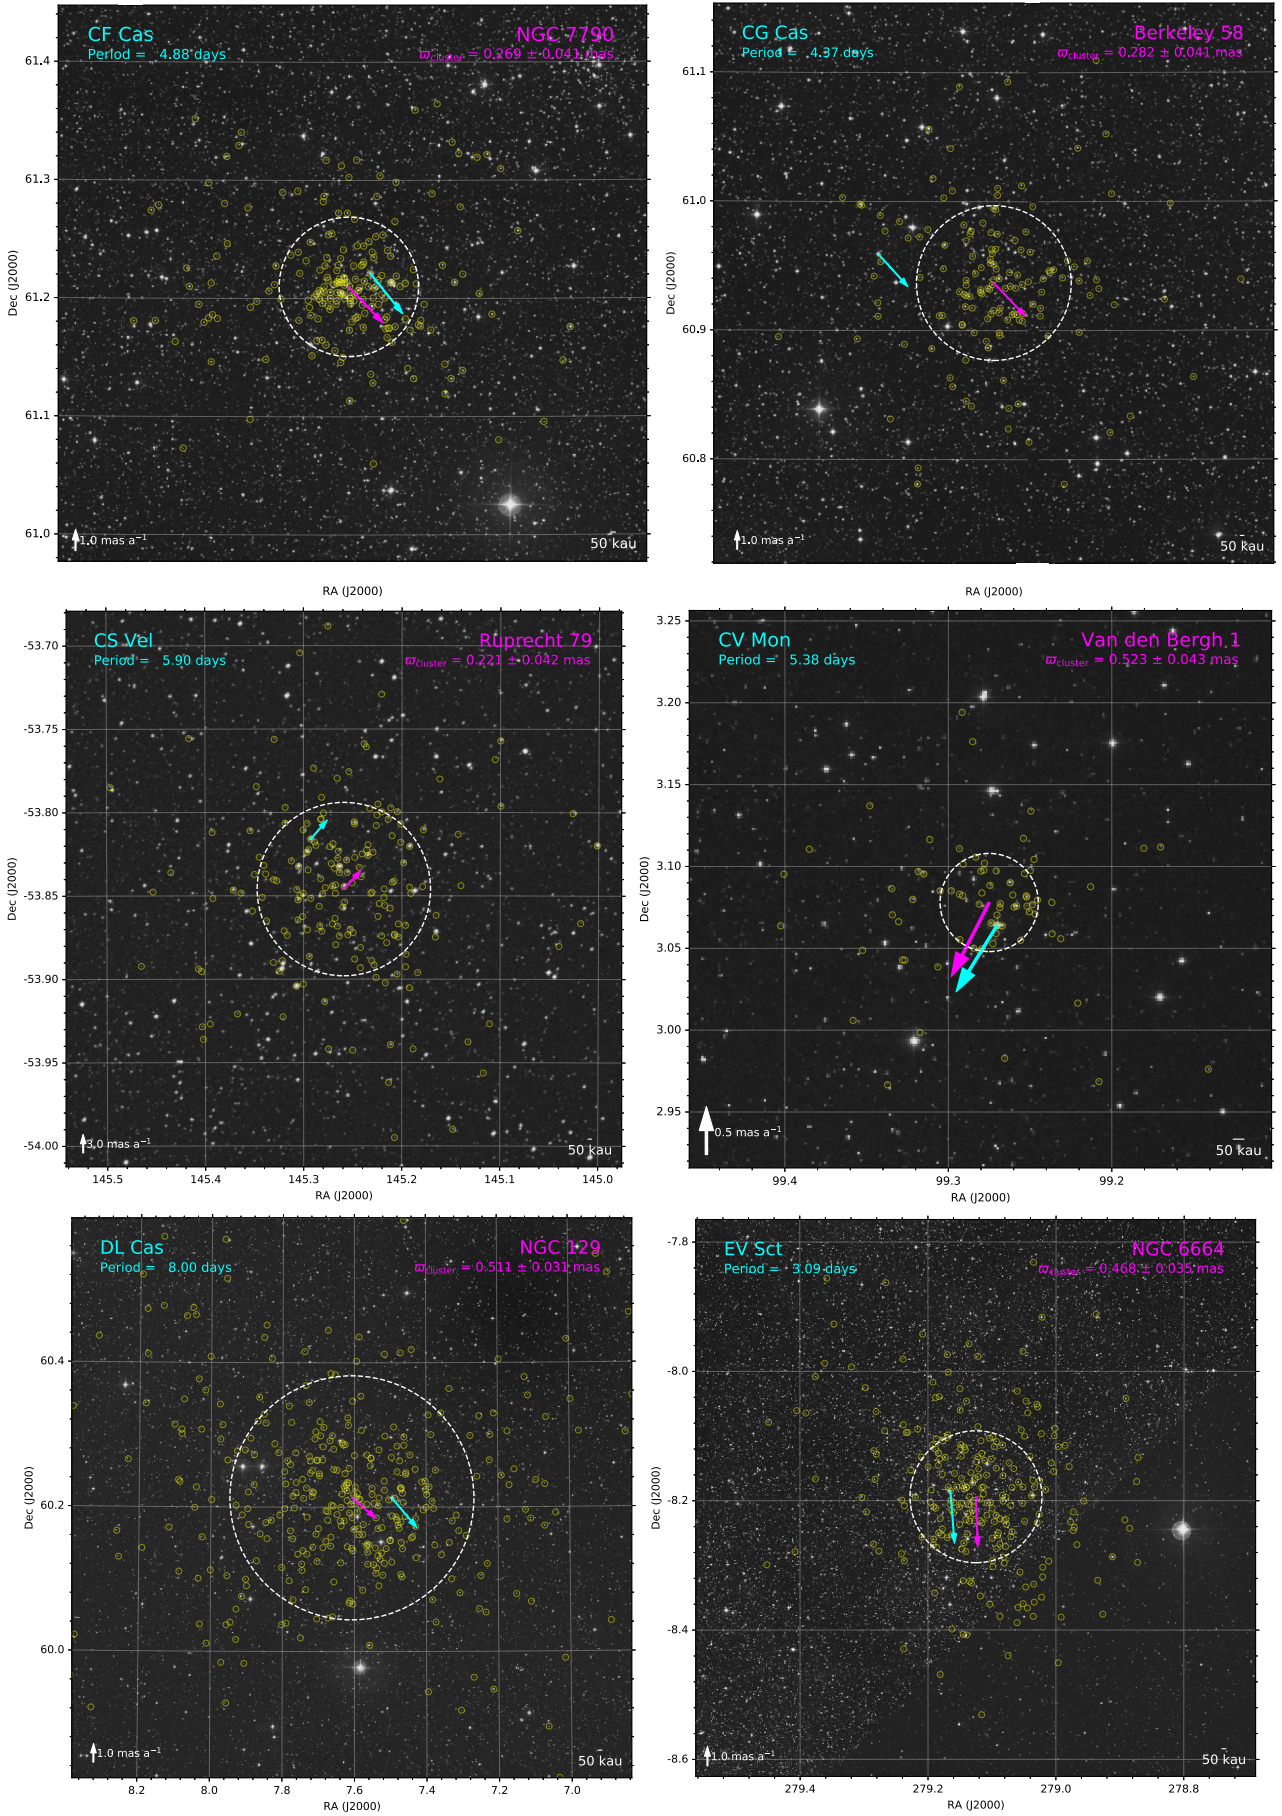 CF Cas
NGC 7790
Period = 4.88 days
ϖcluster = 0.269 ± 0.041 mas
61.4
61.3
61.2
61.1
61.0
Dec (J2000)
1.0 mas a⁻¹
50 kau
RA (J2000)
CG Cas
Berkeley 58
Period = 4.37 days
ϖcluster = 0.282 ± 0.041 mas
61.1
61.0
60.9
60.8
Dec (J2000)
1.0 mas a⁻¹
50 kau
RA (J2000)
CS Vel
Ruprecht 79
Period = 5.90 days
ϖcluster = 0.221 ± 0.042 mas
-53.70
-53.75
-53.80
-53.85
-53.90
-53.95
-54.00
Dec (J2000)
3.0 mas a⁻¹
50 kau
145.5 145.4 145.3 145.2 145.1 145.0
RA (J2000)
CV Mon
Van den Bergh 1
Period = 5.38 days
ϖcluster = 0.523 ± 0.043 mas
3.25
3.20
3.15
3.10
3.05
3.00
2.95
Dec (J2000)
0.5 mas a⁻¹
50 kau
99.4 99.3 99.2
RA (J2000)
DL Cas
NGC 129
Period = 8.00 days
ϖcluster = 0.511 ± 0.031 mas
60.4
60.2
60.0
Dec (J2000)
1.0 mas a⁻¹
50 kau
8.2 8.0 7.8 7.6 7.4 7.2 7.0
RA (J2000)
EV Sct
NGC 6664
Period = 3.09 days
ϖcluster = 0.468 ± 0.035 mas
-7.8
-8.0
-8.2
-8.4
-8.6
Dec (J2000)
1.0 mas a⁻¹
50 kau
279.4 279.2 279.0 278.8
RA (J2000)